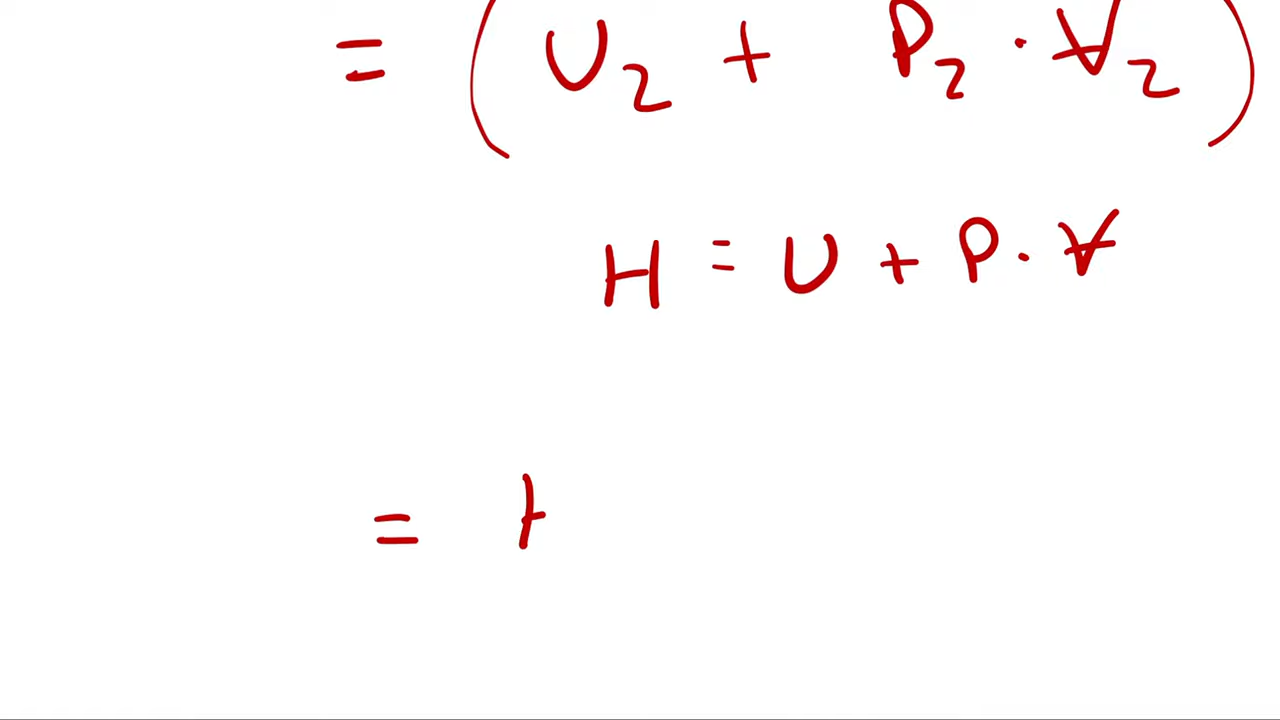 = (U₂ + P₂ · V̶₂)
H = U + P · V̶
=